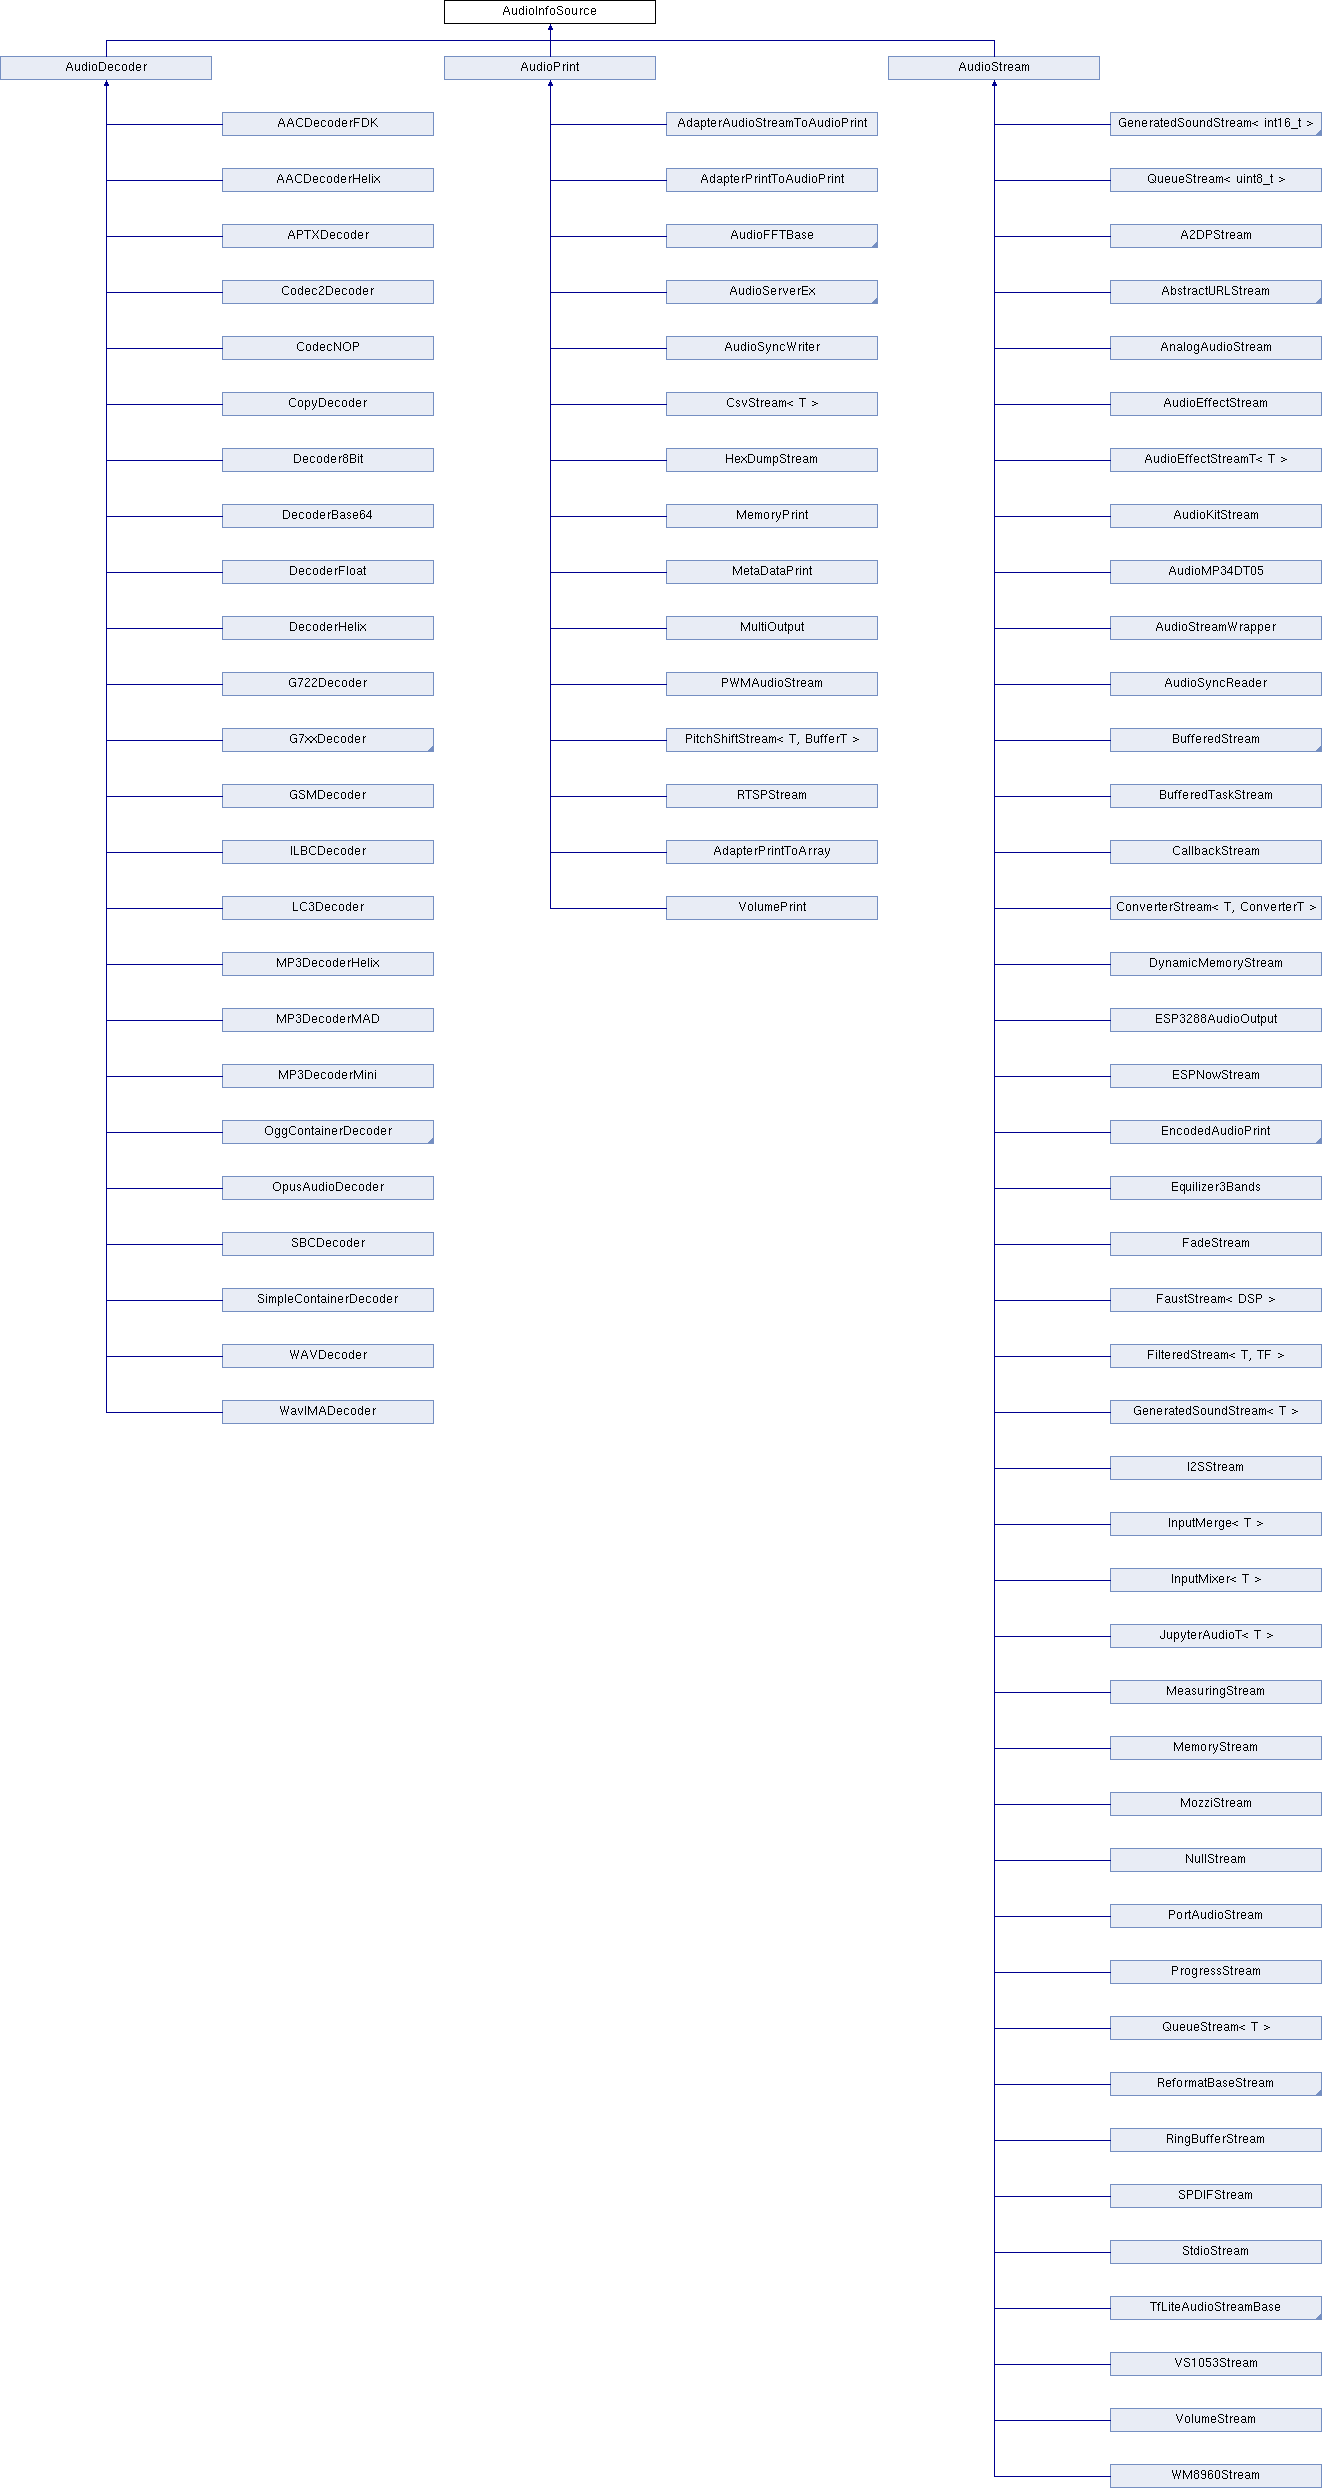 AudioInfoSource
AudioDecoder
AudioPrint
AudioStream
AACDecoderFDK
AdapterAudioStreamToAudioPrint
GeneratedSoundStream< int16_t >
AACDecoderHelix
AdapterPrintToAudioPrint
QueueStream< uint8_t >
APTXDecoder
AudioFFTBase
A2DPStream
Codec2Decoder
AudioServerEx
AbstractURLStream
CodecNOP
AudioSyncWriter
AnalogAudioStream
CopyDecoder
CsvStream< T >
AudioEffectStream
Decoder8Bit
HexDumpStream
AudioEffectStreamT< T >
DecoderBase64
MemoryPrint
AudioKitStream
DecoderFloat
MetaDataPrint
AudioMP34DT05
DecoderHelix
MultiOutput
AudioStreamWrapper
G722Decoder
PWMAudioStream
AudioSyncReader
G7xxDecoder
PitchShiftStream< T, BufferT >
BufferedStream
GSMDecoder
RTSPStream
BufferedTaskStream
ILBCDecoder
AdapterPrintToArray
CallbackStream
LC3Decoder
VolumePrint
ConverterStream< T, ConverterT >
MP3DecoderHelix
DynamicMemoryStream
MP3DecoderMAD
ESP3288AudioOutput
MP3DecoderMini
ESPNowStream
OggContainerDecoder
EncodedAudioPrint
OpusAudioDecoder
Equilizer3Bands
SBCDecoder
FadeStream
SimpleContainerDecoder
FaustStream< DSP >
WAVDecoder
FilteredStream< T, TF >
WavIMADecoder
GeneratedSoundStream< T >
I2SStream
InputMerge< T >
InputMixer< T >
JupyterAudioT< T >
MeasuringStream
MemoryStream
MozziStream
NullStream
PortAudioStream
ProgressStream
QueueStream< T >
ReformatBaseStream
RingBufferStream
SPDIFStream
StdioStream
TfLiteAudioStreamBase
VS1053Stream
VolumeStream
WM8960Stream